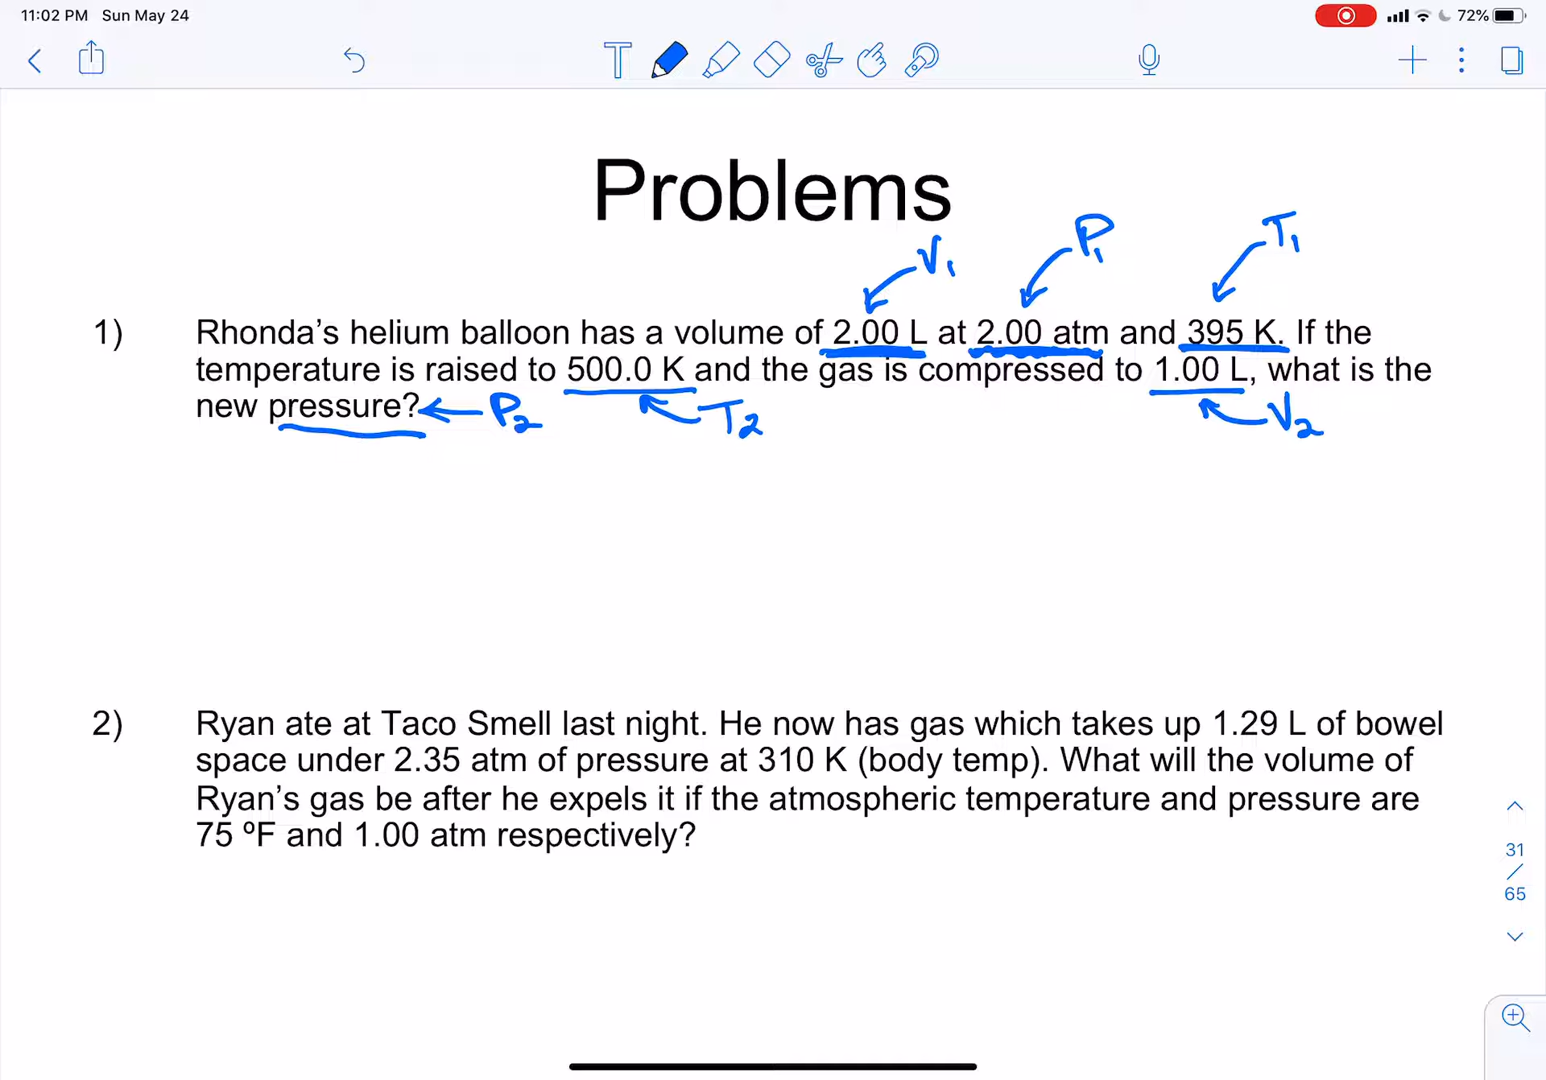 11:02 PM Sun May 24
72%
Problems
V₁
P₁
T₁
1) Rhonda’s helium balloon has a volume of 2.00 L at 2.00 atm and 395 K. If the
temperature is raised to 500.0 K and the gas is compressed to 1.00 L, what is the
new pressure? P₂ T₂ V₂
2) Ryan ate at Taco Smell last night. He now has gas which takes up 1.29 L of bowel
space under 2.35 atm of pressure at 310 K (body temp). What will the volume of
Ryan’s gas be after he expels it if the atmospheric temperature and pressure are
75 ºF and 1.00 atm respectively?
31
/
65